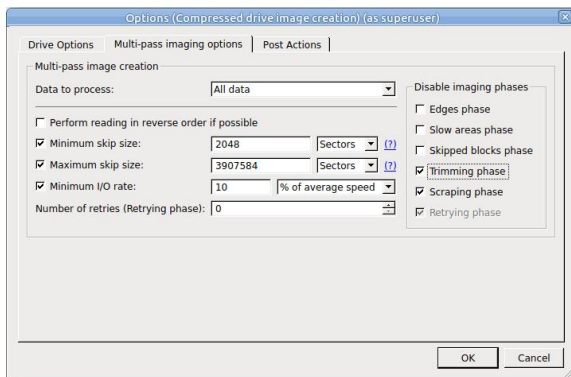 Options (Compressed drive image creation) (as superuser)
Drive Options
Multi-pass imaging options
Post Actions
Multi-pass image creation
Data to process:
All data
Perform reading in reverse order if possible
Minimum skip size:
2048
Sectors
(?)
Maximum skip size:
3907584
Sectors
(?)
Minimum I/O rate:
10
% of average speed
Number of retries (Retrying phase):
0
Disable imaging phases
Edges phase
Slow areas phase
Skipped blocks phase
Trimming phase
Scraping phase
Retrying phase
OK
Cancel